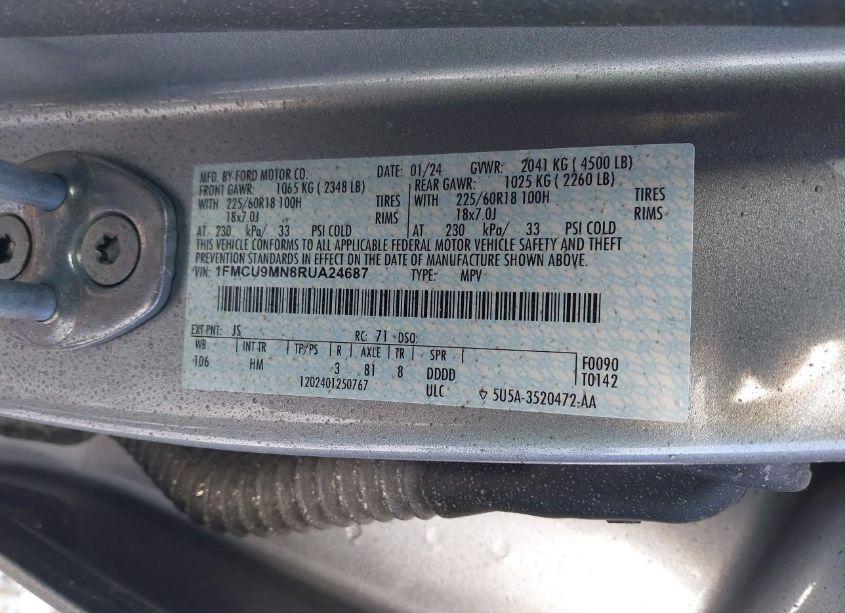 MFD. BY FORD MOTOR CO. DATE: 01/24 GVWR: 2041 KG ( 4500 LB)
FRONT GAWR: 1065 KG ( 2348 LB) REAR GAWR: 1025 KG ( 2260 LB)
WITH 225/60R18 100H TIRES WITH 225/60R18 100H TIRES
18x7.0J RIMS 18x7.0J RIMS
AT 230 kPa/ 33 PSI COLD AT 230 kPa/ 33 PSI COLD
THIS VEHICLE CONFORMS TO ALL APPLICABLE FEDERAL MOTOR VEHICLE SAFETY AND THEFT
PREVENTION STANDARDS IN EFFECT ON THE DATE OF MANUFACTURE SHOWN ABOVE.
VIN: 1FMCU9MN8RUA24687 TYPE: MPV
EXT PNT: JS RC: 71 DSO:
WB INT TR TP/PS R AXLE TR SPR F0090
106 HM 3 81 8 DDDD T0142
1202401250767 ULC 5U5A-3520472-AA